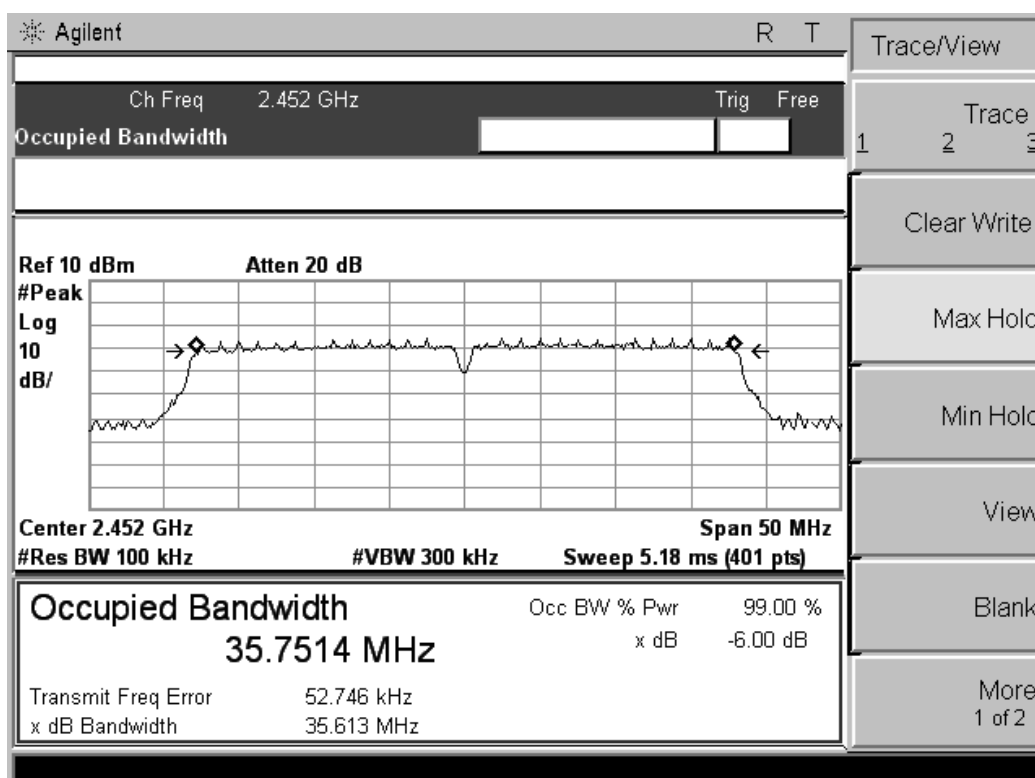 Agilent R T
Trace/View
Ch Freq 2.452 GHz Trig Free
Occupied Bandwidth
Trace
1 2 3
Clear Write
Ref 10 dBm Atten 20 dB
#Peak
Log
10
dB/
Max Hold
Min Hold
View
Center 2.452 GHz Span 50 MHz
#Res BW 100 kHz #VBW 300 kHz Sweep 5.18 ms (401 pts)
Occupied Bandwidth
35.7514 MHz
Occ BW % Pwr 99.00 %
x dB -6.00 dB
Transmit Freq Error 52.746 kHz
x dB Bandwidth 35.613 MHz
Blank
More
1 of 2